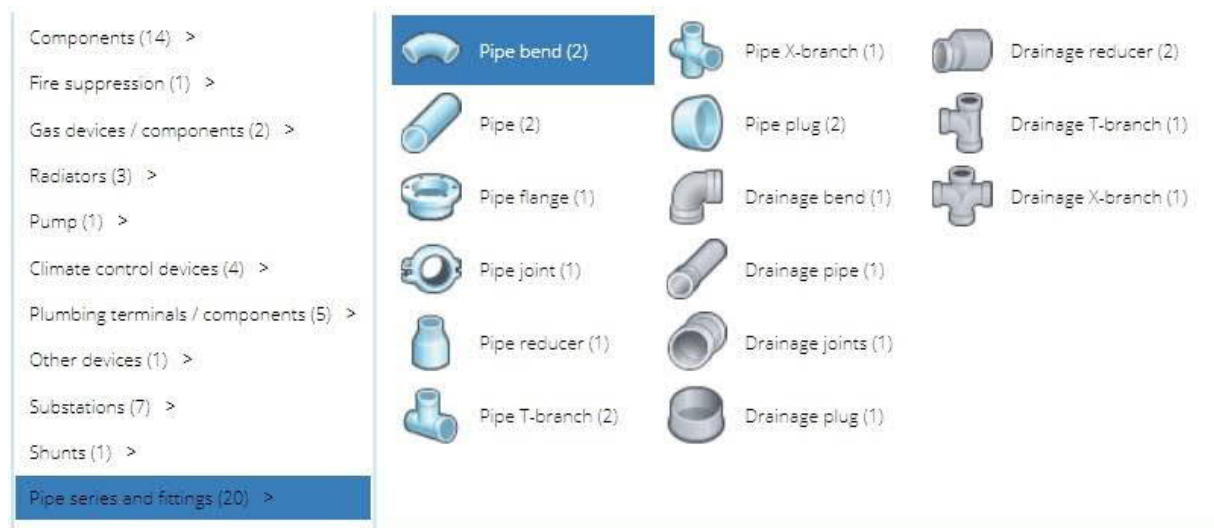 Components (14) >
Fire suppression (1) >
Gas devices / components (2) >
Radiators (3) >
Pump (1) >
Climate control devices (4) >
Plumbing terminals / components (5) >
Other devices (1) >
Substations (7) >
Shunts (1) >
Pipe series and fittings (20) >
Pipe bend (2)
Pipe (2)
Pipe flange (1)
Pipe joint (1)
Pipe reducer (1)
Pipe T-branch (2)
Pipe X-branch (1)
Pipe plug (2)
Drainage bend (1)
Drainage pipe (1)
Drainage joints (1)
Drainage plug (1)
Drainage reducer (2)
Drainage T-branch (1)
Drainage X-branch (1)